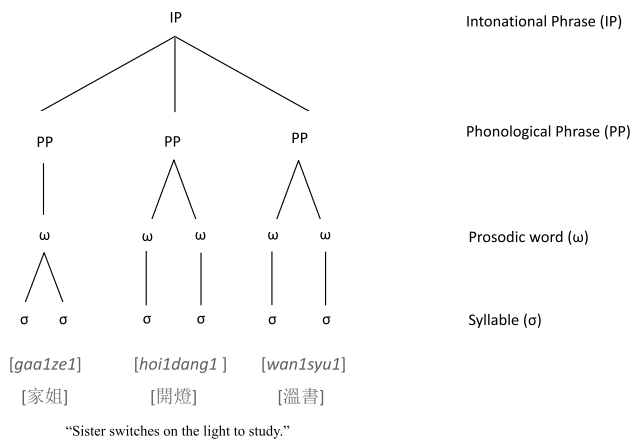 IP Intonational Phrase (IP)
PP PP PP Phonological Phrase (PP)
ω ω ω ω ω Prosodic word (ω)
σ σ σ σ σ σ Syllable (σ)
[gaa1ze1] [hoi1dang1 ] [wan1syu1]
[家姐] [開燈] [溫書]
“Sister switches on the light to study.”